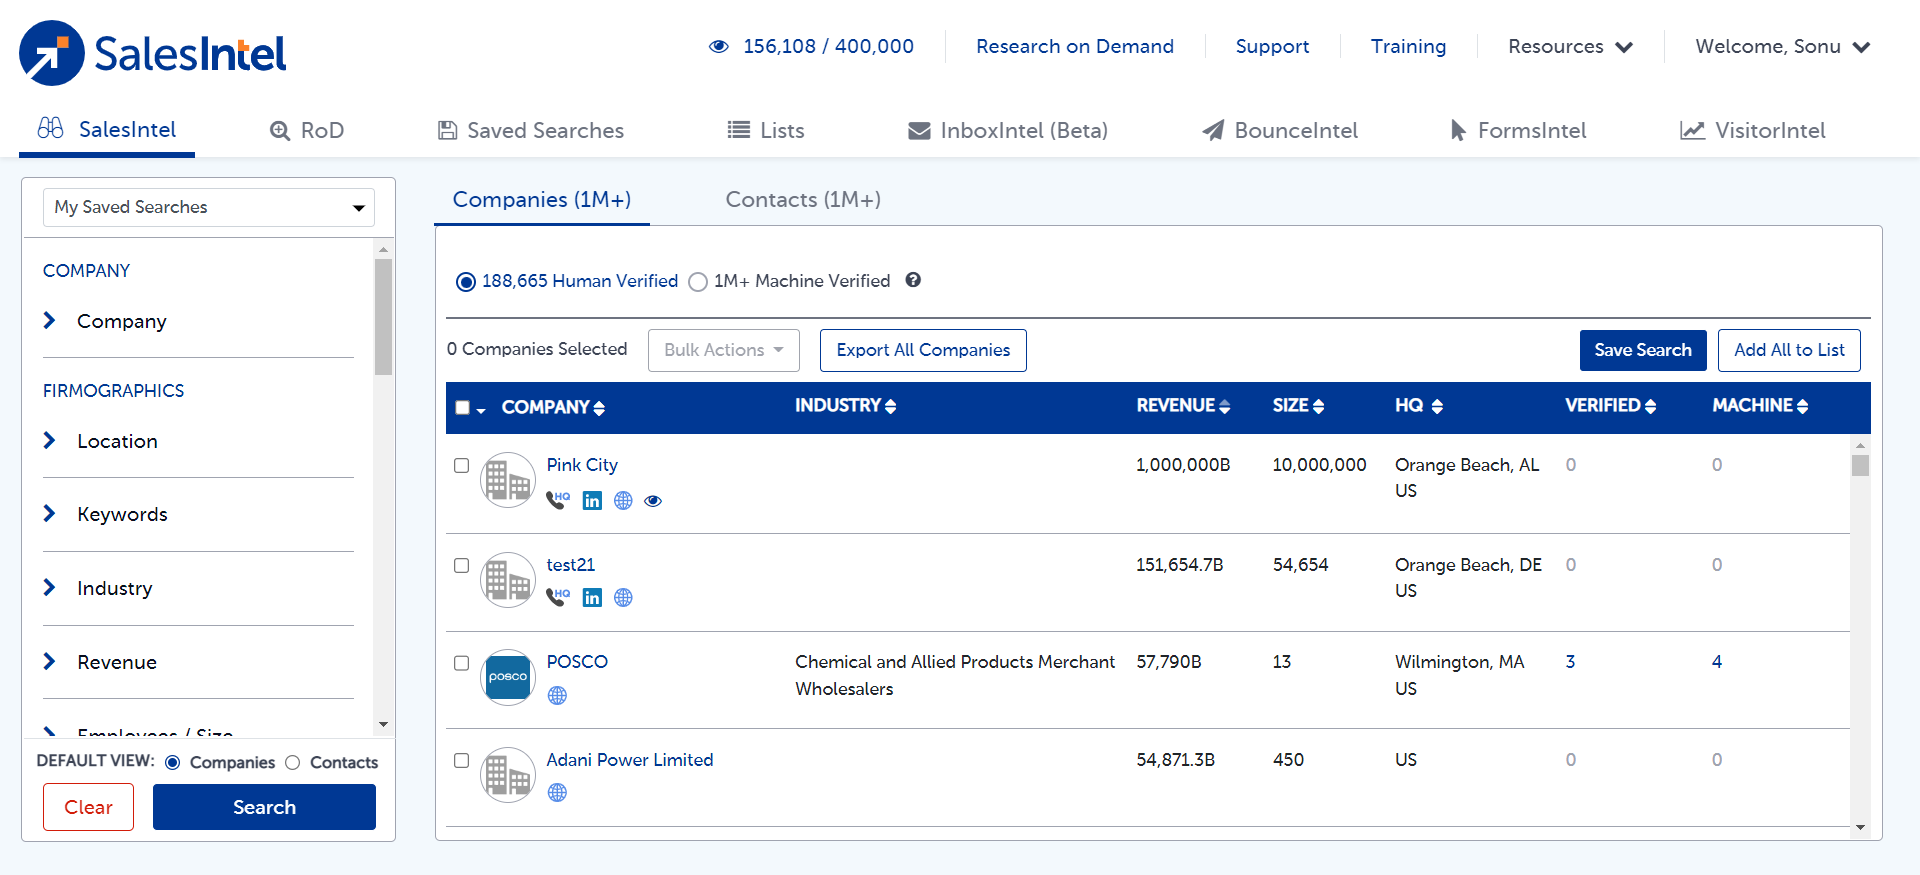 SalesIntel
156,108 / 400,000
Research on Demand
Support
Training
Resources
Welcome, Sonu
SalesIntel
RoD
Saved Searches
Lists
InboxIntel (Beta)
BounceIntel
FormsIntel
VisitorIntel
My Saved Searches
COMPANY
Company
FIRMOGRAPHICS
Location
Keywords
Industry
Revenue
Employees / Size
DEFAULT VIEW: Companies Contacts
Clear
Search
Companies (1M+)
Contacts (1M+)
188,665 Human Verified 1M+ Machine Verified ?
0 Companies Selected
Bulk Actions
Export All Companies
Save Search
Add All to List
COMPANY INDUSTRY REVENUE SIZE HQ VERIFIED MACHINE
Pink City 1,000,000B 10,000,000 Orange Beach, AL 0 0
US
HQ in
test21 151,654.7B 54,654 Orange Beach, DE 0 0
US
HQ in
POSCO Chemical and Allied Products Merchant 57,790B 13 Wilmington, MA 3 4
posco Wholesalers US
Adani Power Limited 54,871.3B 450 US 0 0